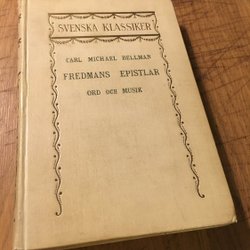 SVENSKA KLASSIKER
CARL MICHAEL BELLMAN
FREDMANS EPISTLAR
ORD OCH MUSIK